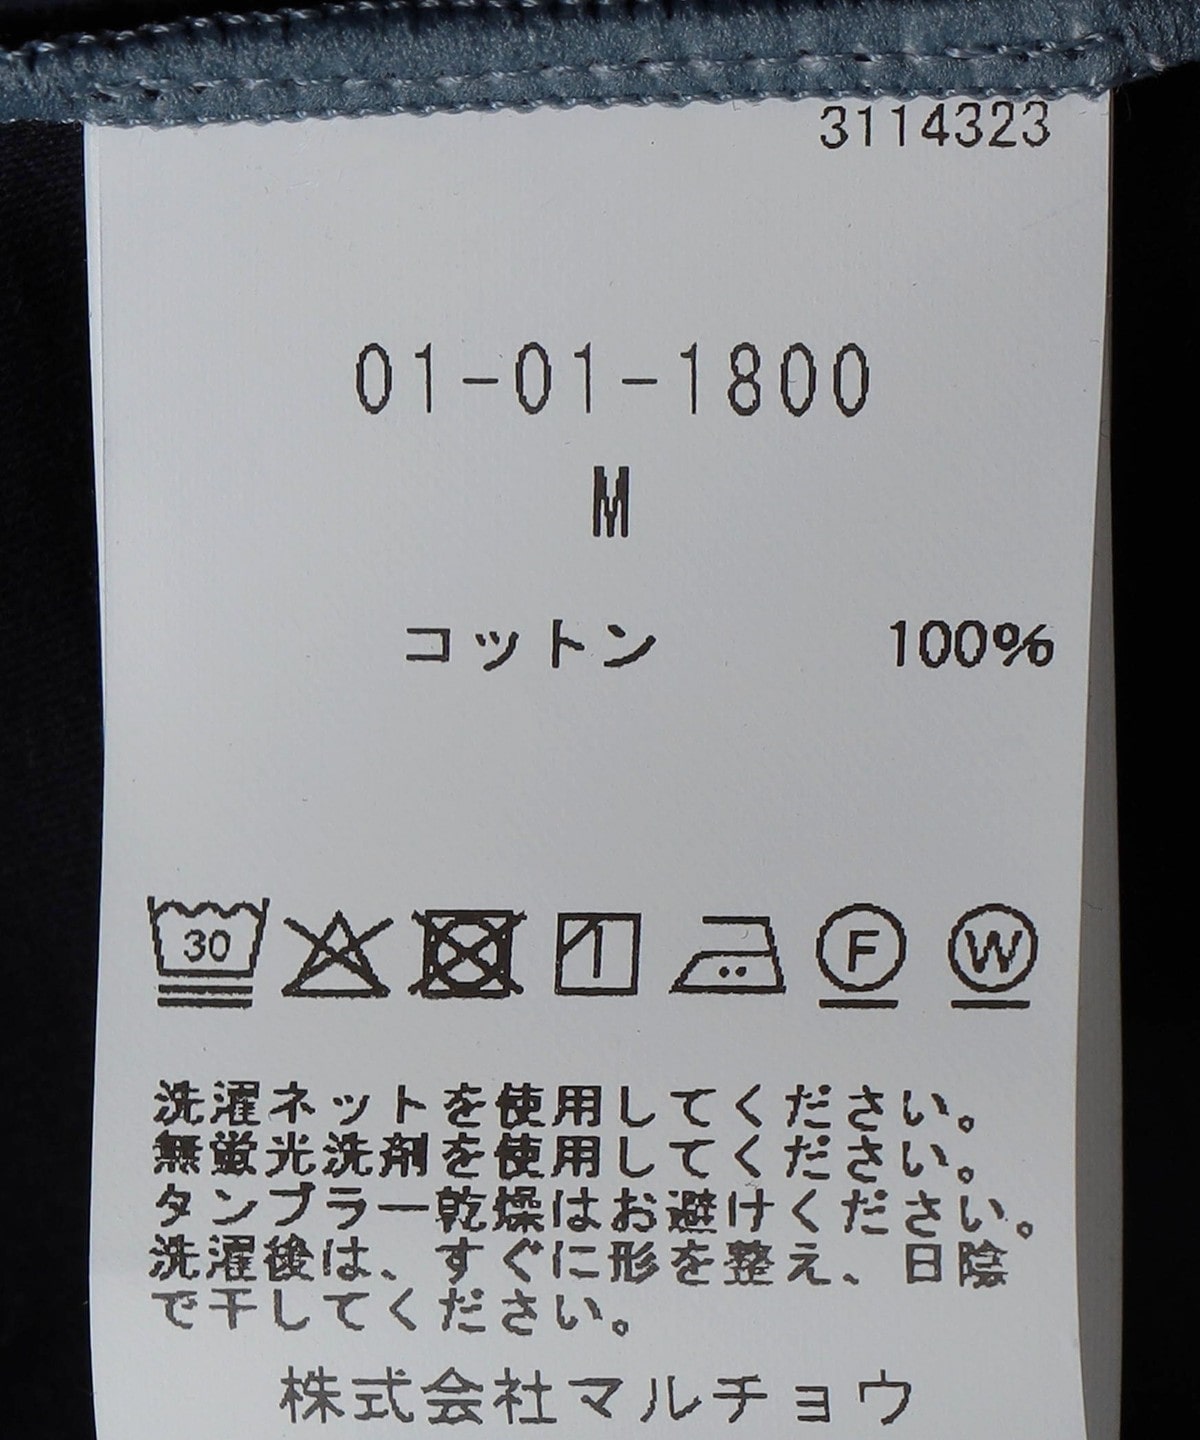 3114323
01-01-1800
M
コットン 100%
30 F W
洗濯ネットを使用してください。
無蛍光洗剤を使用してください。
タンブラー乾燥はお避けください。
洗濯後は、すぐに形を整え、日陰
で干してください。
株式会社マルチョウ